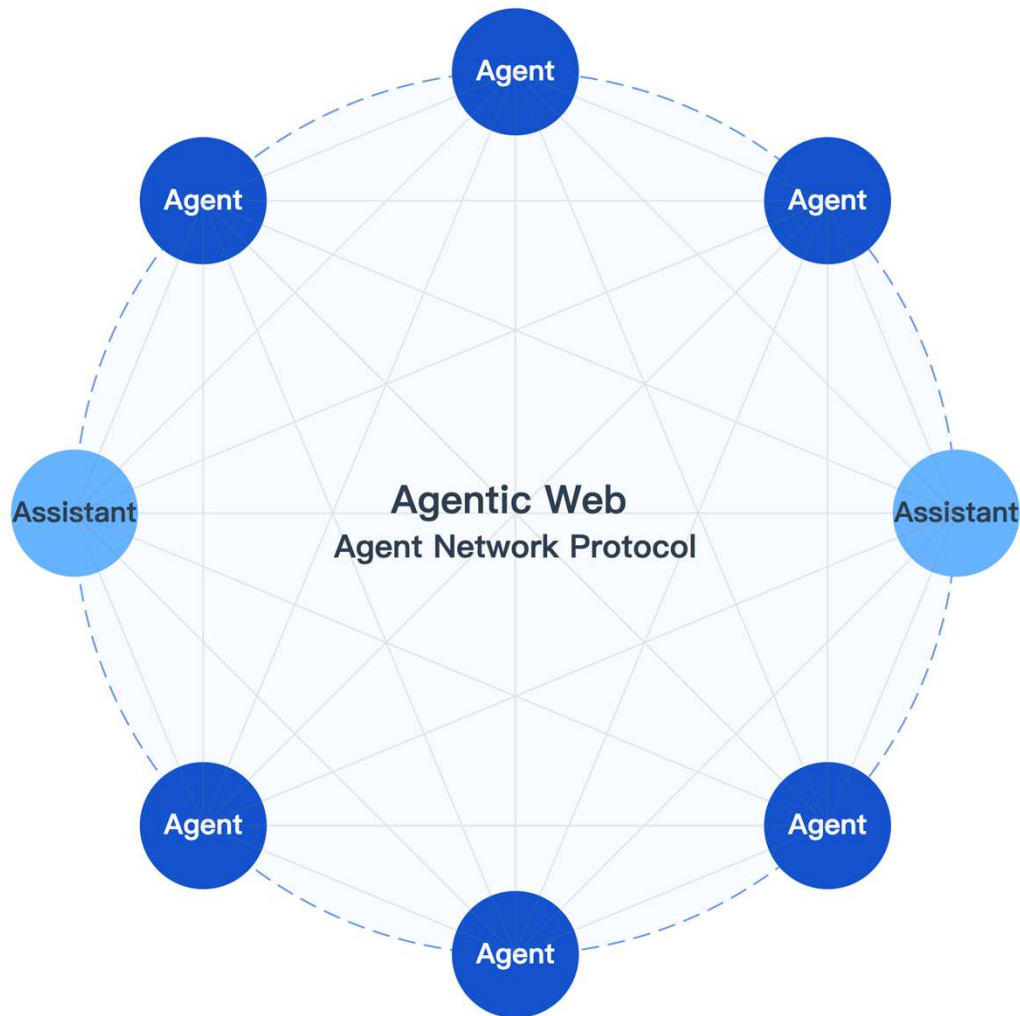 Agent
Agent
Agent
Assistant
Agentic Web
Agent Network Protocol
Assistant
Agent
Agent
Agent